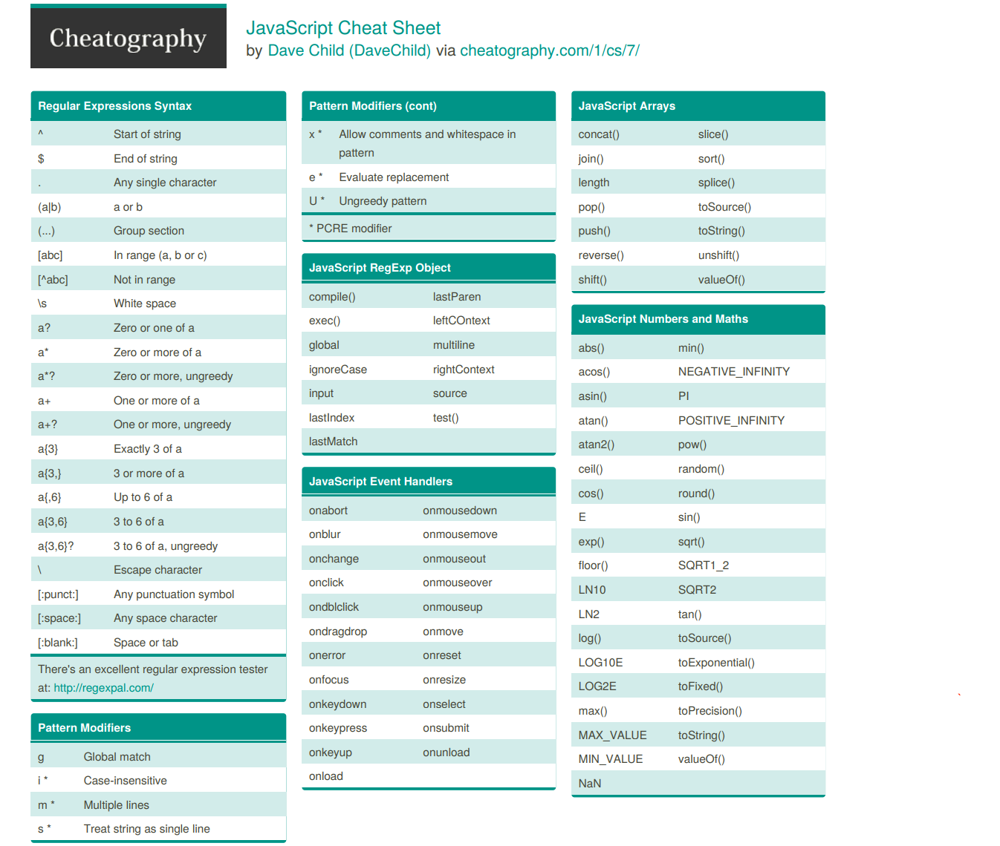 Cheatography
JavaScript Cheat Sheet
by Dave Child (DaveChild) via cheatography.com/1/cs/7/
Regular Expressions Syntax
^ Start of string
$ End of string
. Any single character
(a|b) a or b
(...) Group section
[abc] In range (a, b or c)
[^abc] Not in range
\s White space
a? Zero or one of a
a* Zero or more of a
a*? Zero or more, ungreedy
a+ One or more of a
a+? One or more, ungreedy
a{3} Exactly 3 of a
a{3,} 3 or more of a
a{,6} Up to 6 of a
a{3,6} 3 to 6 of a
a{3,6}? 3 to 6 of a, ungreedy
\ Escape character
[:punct:] Any punctuation symbol
[:space:] Any space character
[:blank:] Space or tab
There's an excellent regular expression tester
at: http://regexpal.com/
Pattern Modifiers
g Global match
i * Case-insensitive
m * Multiple lines
s * Treat string as single line
Pattern Modifiers (cont)
x * Allow comments and whitespace in
pattern
e * Evaluate replacement
U * Ungreedy pattern
* PCRE modifier
JavaScript RegExp Object
compile() lastParen
exec() leftCOntext
global multiline
ignoreCase rightContext
input source
lastIndex test()
lastMatch
JavaScript Event Handlers
onabort onmousedown
onblur onmousemove
onchange onmouseout
onclick onmouseover
ondblclick onmouseup
ondragdrop onmove
onerror onreset
onfocus onresize
onkeydown onselect
onkeypress onsubmit
onkeyup onunload
onload
JavaScript Arrays
concat() slice()
join() sort()
length splice()
pop() toSource()
push() toString()
reverse() unshift()
shift() valueOf()
JavaScript Numbers and Maths
abs() min()
acos() NEGATIVE_INFINITY
asin() PI
atan() POSITIVE_INFINITY
atan2() pow()
ceil() random()
cos() round()
E sin()
exp() sqrt()
floor() SQRT1_2
LN10 SQRT2
LN2 tan()
log() toSource()
LOG10E toExponential()
LOG2E toFixed()
max() toPrecision()
MAX_VALUE toString()
MIN_VALUE valueOf()
NaN
`